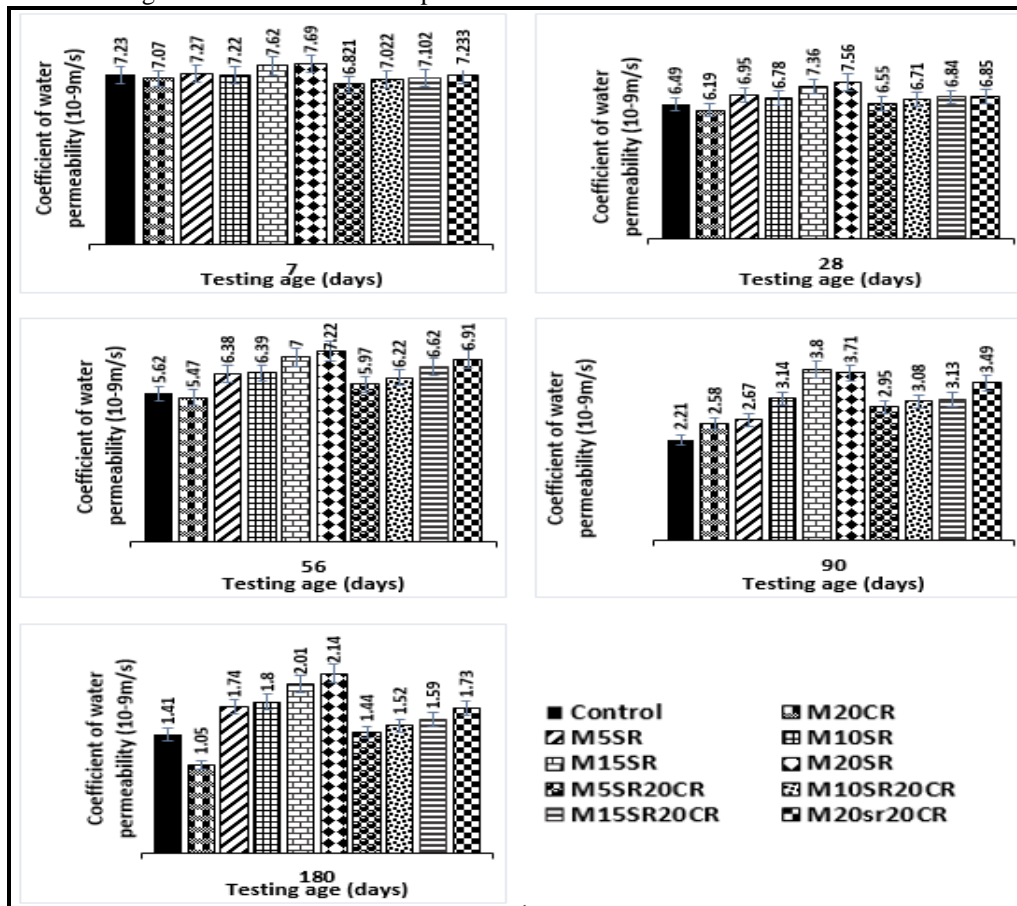 Coefficient of water
permeability (10-9m/s)
7.23
7.07
7.27
7.22
7.62
7.69
6.821
7.022
7.102
7.233
7
Testing age (days)
Coefficient of water
permeability (10-9m/s)
6.49
6.19
6.95
6.78
7.36
7.56
6.55
6.71
6.84
6.85
28
Testing age (days)
Coefficient of water
permeability (10-9m/s)
5.62
5.47
6.38
6.39
7
7.22
5.97
6.22
6.62
6.91
56
Testing age (days)
Coefficient of water
permeability (10-9m/s)
2.21
2.58
2.67
3.14
3.8
3.71
2.95
3.08
3.13
3.49
90
Testing age (days)
Coefficient of water
permeability (10-9m/s)
1.41
1.05
1.74
1.8
2.01
2.14
1.44
1.52
1.59
1.73
180
Testing age (days)
Control
M20CR
M5SR
M10SR
M15SR
M20SR
M5SR20CR
M10SR20CR
M15SR20CR
M20sr20CR